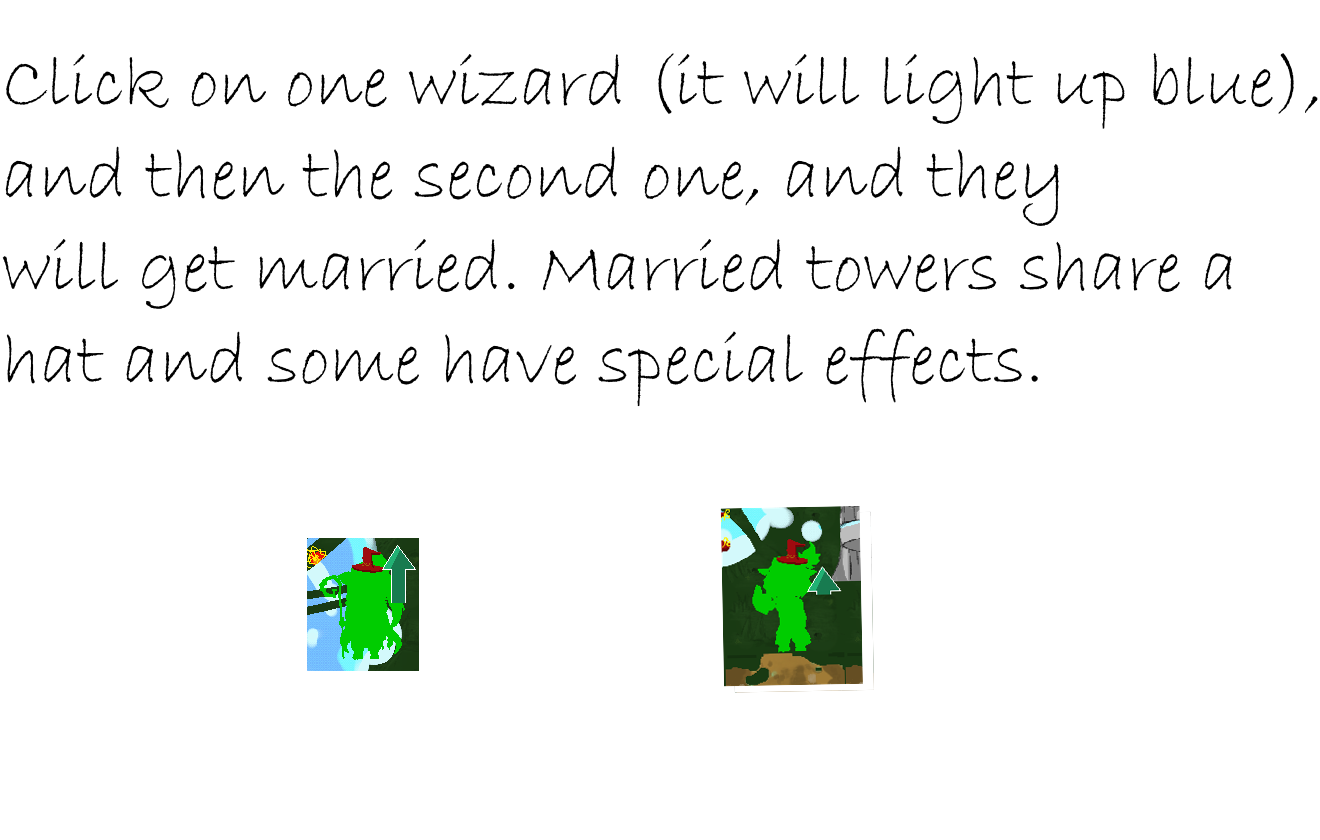 Click on one wizard (it will light up blue),
and then the second one, and they
will get married. Married towers share a
hat and some have special effects.